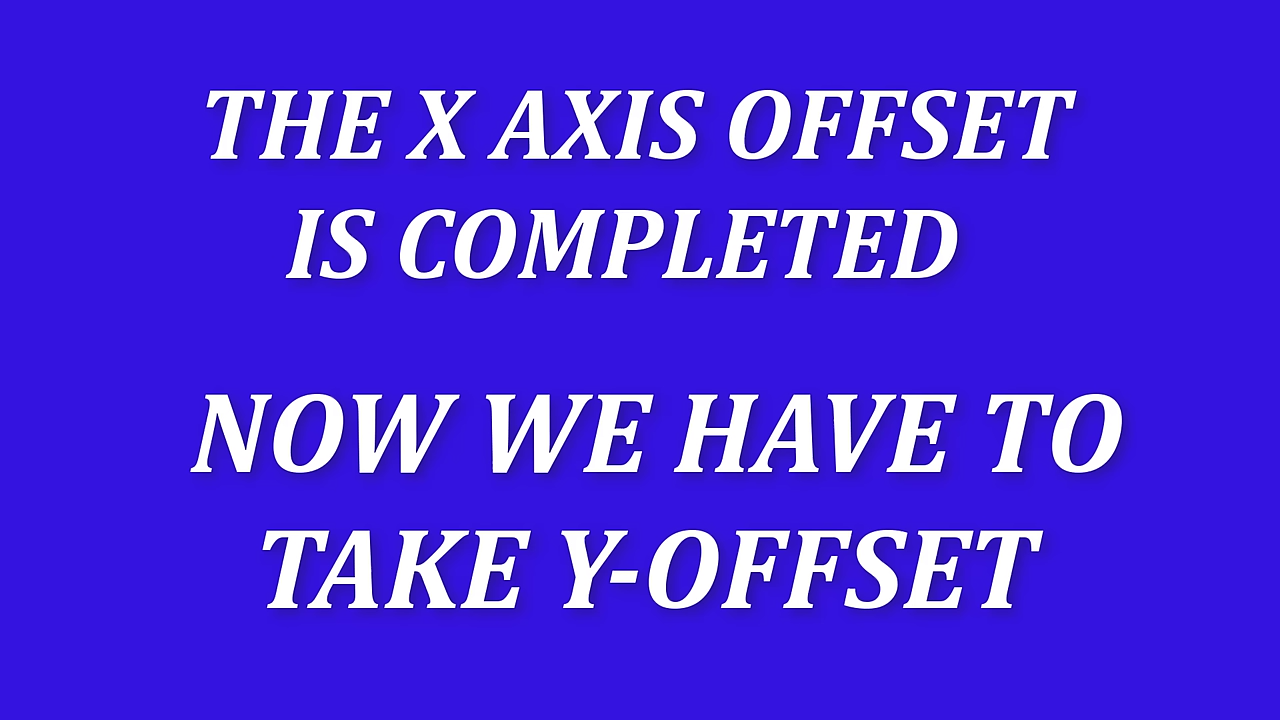 THE X AXIS OFFSET
IS COMPLETED
NOW WE HAVE TO
TAKE Y-OFFSET